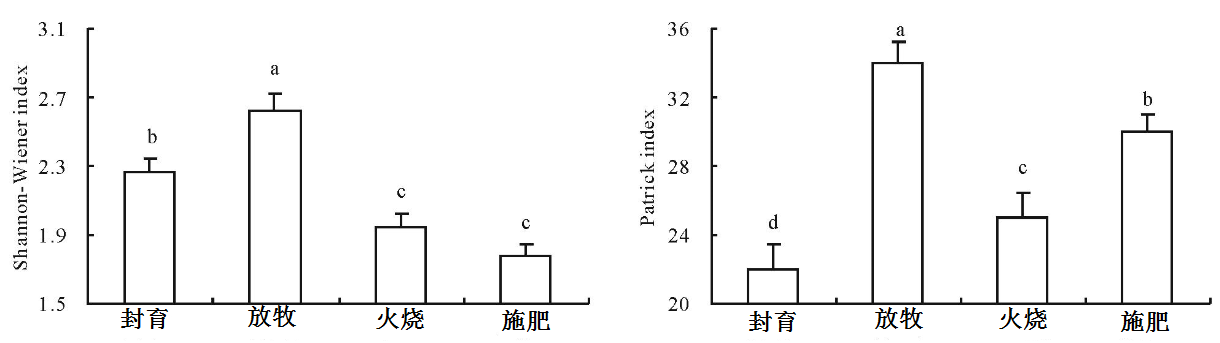 Shannon-Wiener index
3.1
2.7
2.3
1.9
1.5
b
a
c
c
封育
放牧
火烧
施肥
Patrick index
36
32
28
24
20
d
a
c
b
封育
放牧
火烧
施肥